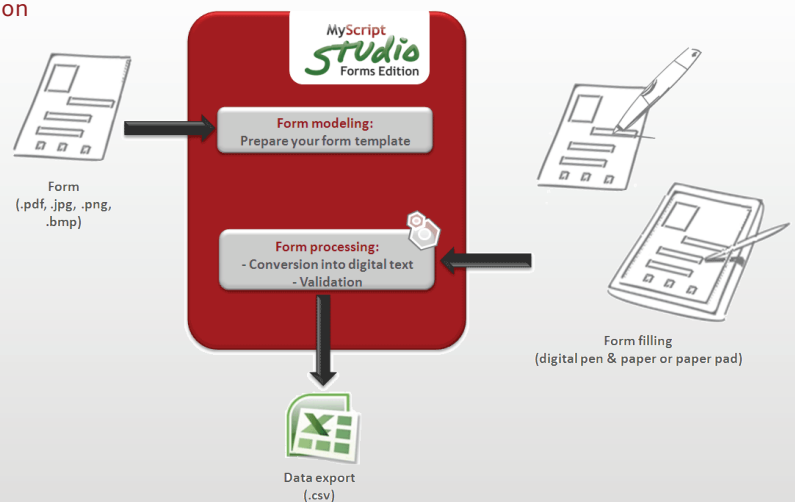 on
MyScript
STUDIO
Forms Edition
Form modeling:
Prepare your form template
Form
(.pdf, .jpg, .png,
.bmp)
Form processing:
- Conversion into digital text
- Validation
Form filling
(digital pen & paper or paper pad)
Data export
(.csv)